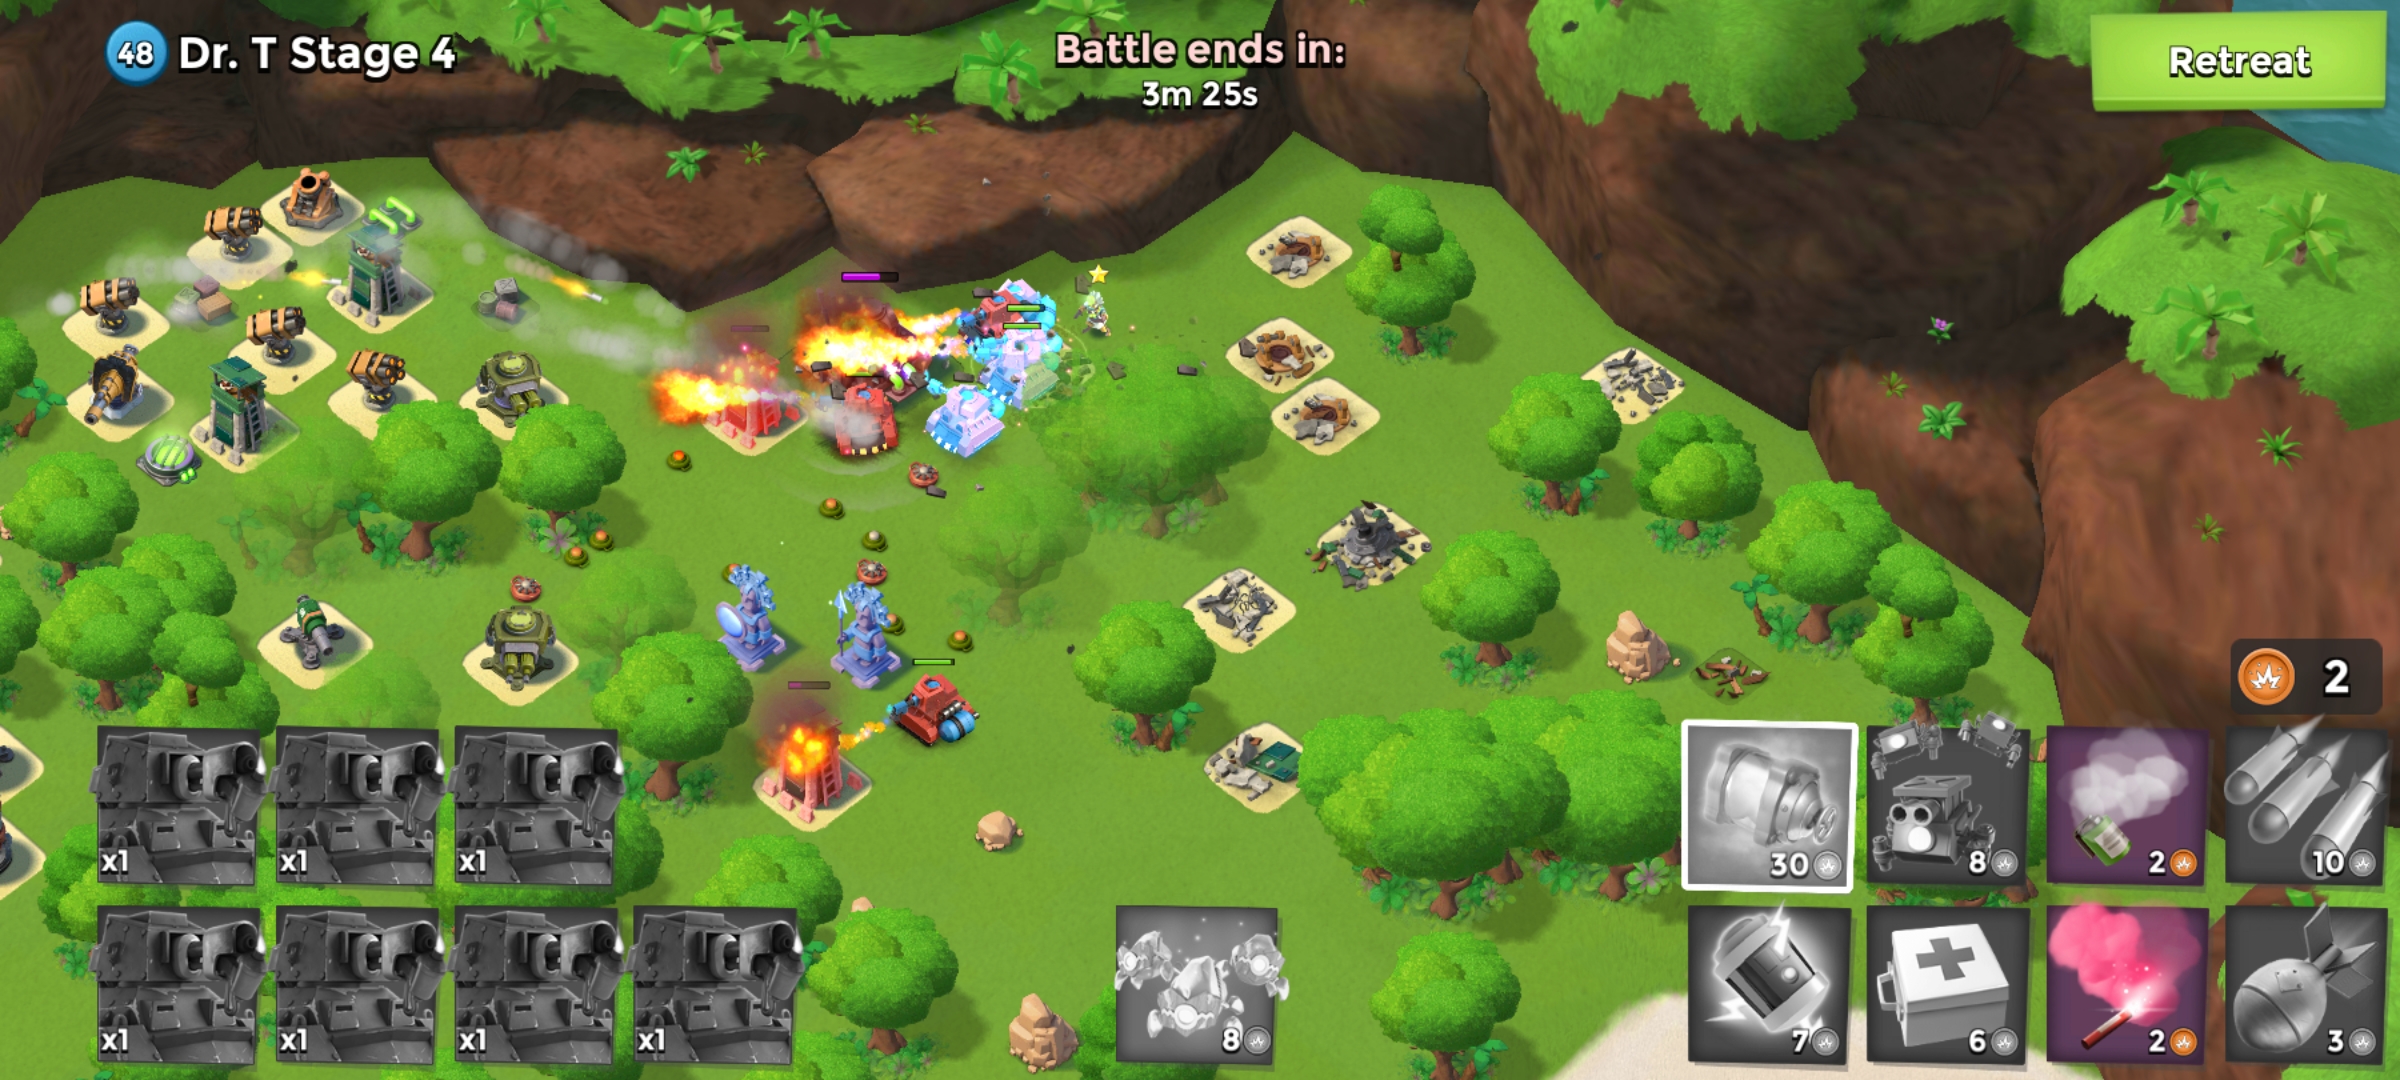 48 Dr. T Stage 4
Battle ends in:
3m 25s
Retreat
2
x1 x1 x1
30 8 2 10
x1 x1 x1 x1
8
7 6 2 3